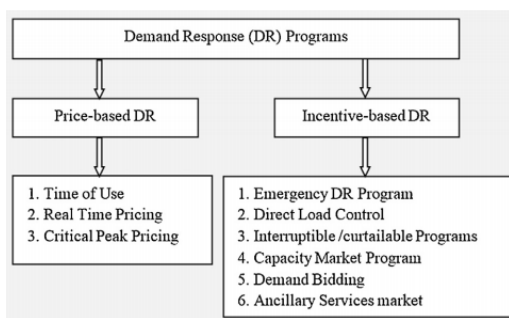 Demand Response (DR) Programs
Price-based DR
Incentive-based DR
1. Time of Use
2. Real Time Pricing
3. Critical Peak Pricing
1. Emergency DR Program
2. Direct Load Control
3. Interruptible /curtailable Programs
4. Capacity Market Program
5. Demand Bidding
6. Ancillary Services market